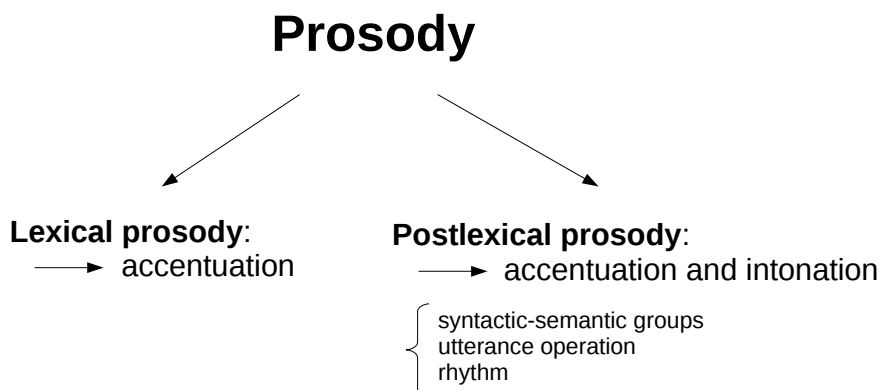 Prosody
Lexical prosody:
accentuation
Postlexical prosody:
accentuation and intonation
syntactic-semantic groups
utterance operation
rhythm